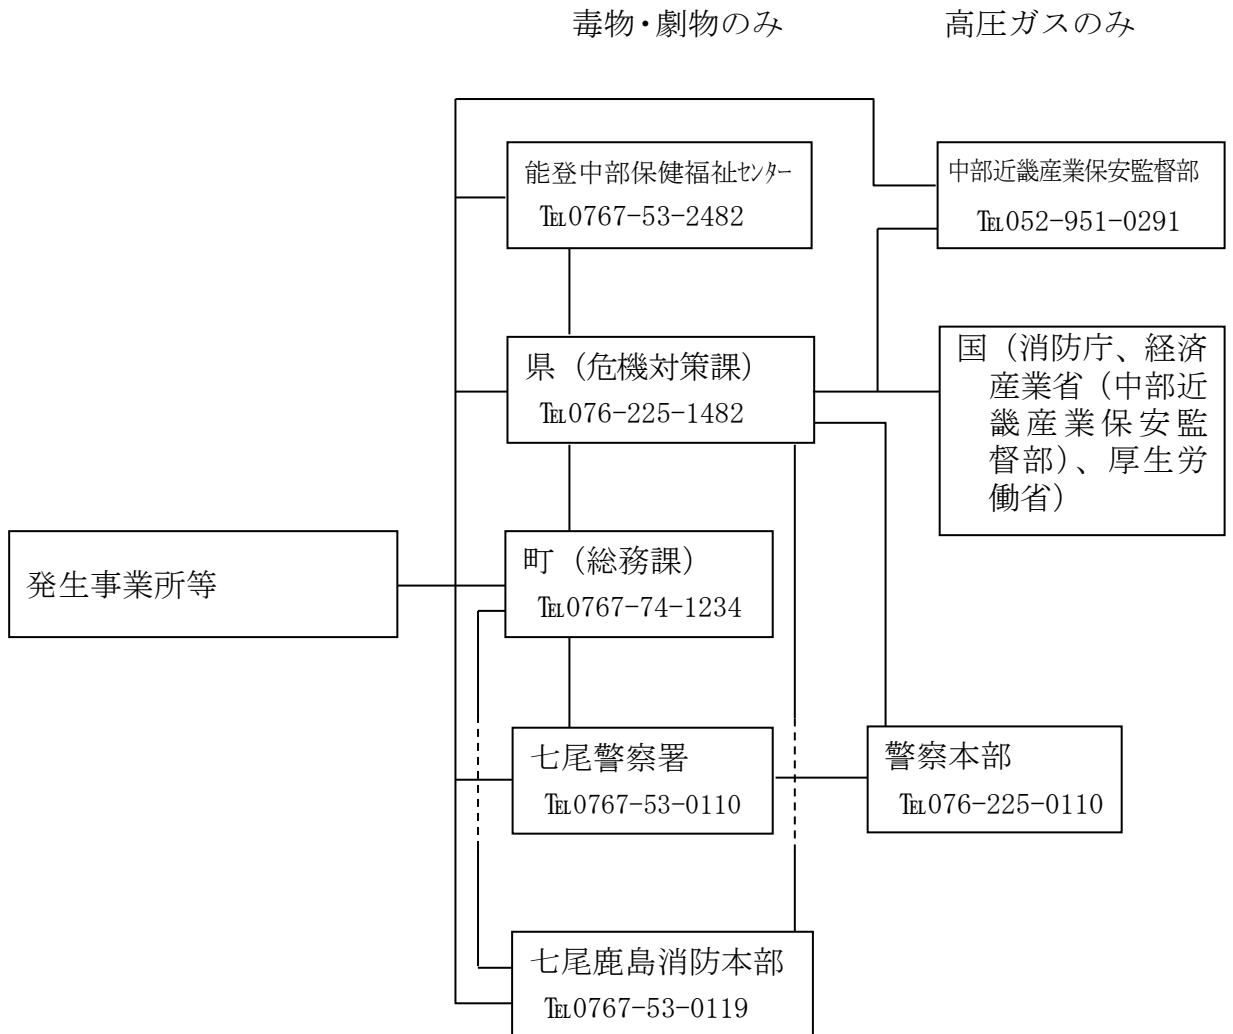 毒物・劇物のみ
高圧ガスのみ
能登中部保健福祉ｾﾝﾀｰ
℡0767-53-2482
中部近畿産業保安監督部
℡052-951-0291
県（危機対策課）
℡076-225-1482
国（消防庁、経済
産業省（中部近
畿産業保安監
督部）、厚生労
働省）
発生事業所等
町（総務課）
℡0767-74-1234
七尾警察署
℡0767-53-0110
警察本部
℡076-225-0110
七尾鹿島消防本部
℡0767-53-0119